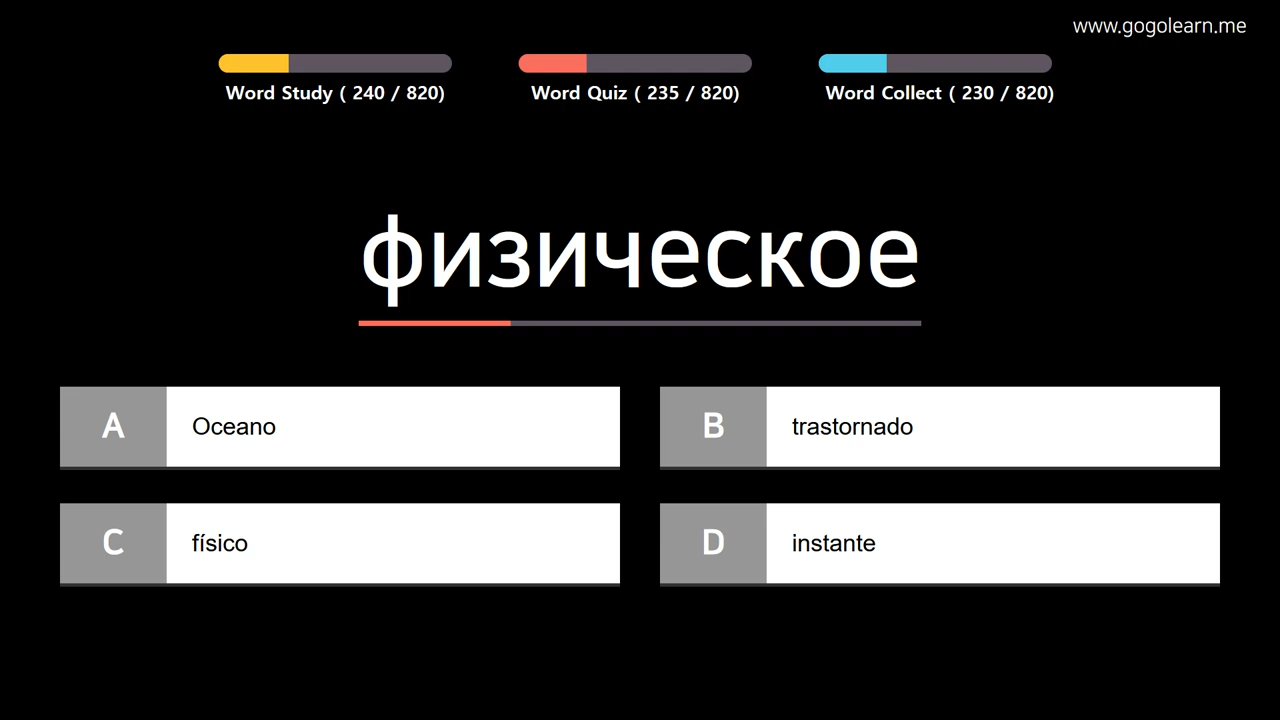 www.gogolearn.me
Word Study ( 240 / 820)
Word Quiz ( 235 / 820)
Word Collect ( 230 / 820)
физическое
A Oceano
B trastornado
C físico
D instante